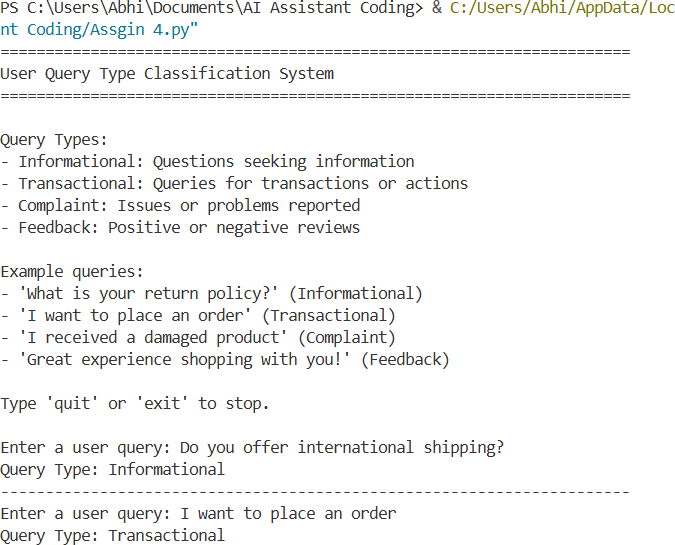 PS C:\Users\Abhi\Documents\AI Assistant Coding> & C:/Users/Abhi/AppData/Loc
nt Coding/Assgin 4.py"
======================================================================
User Query Type Classification System
======================================================================
Query Types:
- Informational: Questions seeking information
- Transactional: Queries for transactions or actions
- Complaint: Issues or problems reported
- Feedback: Positive or negative reviews
Example queries:
- 'What is your return policy?' (Informational)
- 'I want to place an order' (Transactional)
- 'I received a damaged product' (Complaint)
- 'Great experience shopping with you!' (Feedback)
Type 'quit' or 'exit' to stop.
Enter a user query: Do you offer international shipping?
Query Type: Informational
----------------------------------------------------------------------
Enter a user query: I want to place an order
Query Type: Transactional